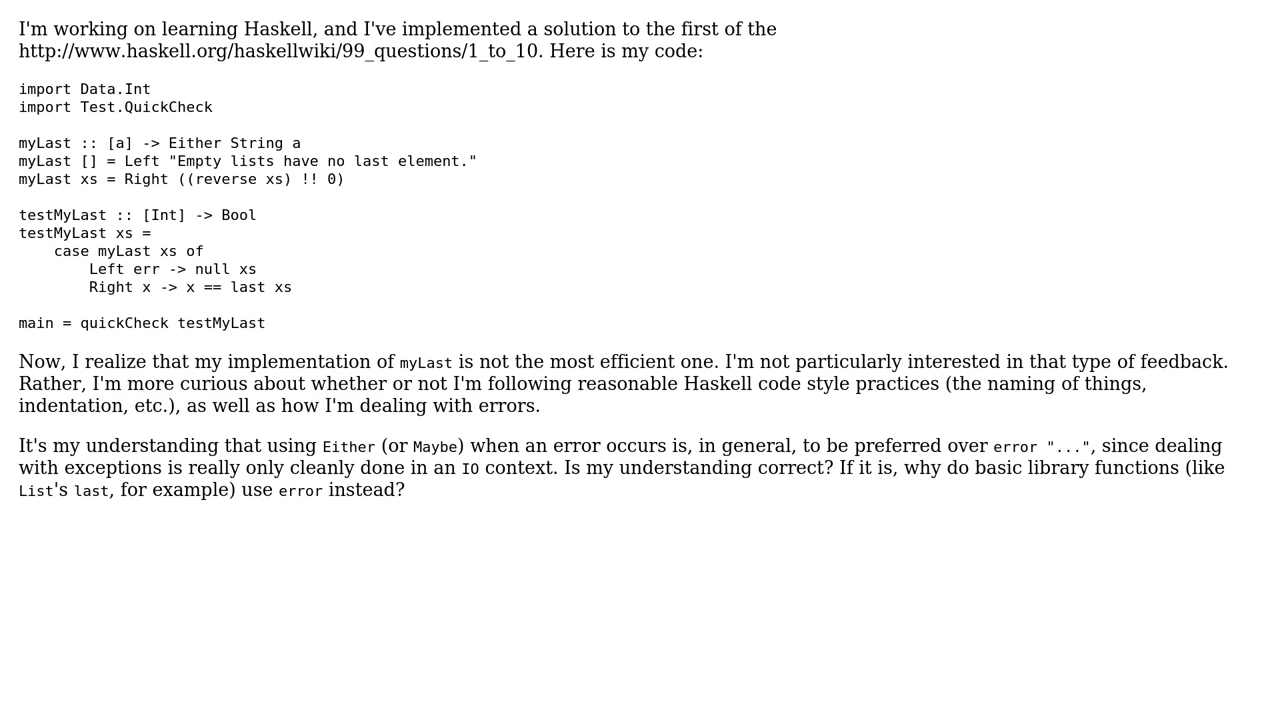 I'm working on learning Haskell, and I've implemented a solution to the first of the
http://www.haskell.org/haskellwiki/99_questions/1_to_10. Here is my code:
import Data.Int
import Test.QuickCheck
myLast :: [a] -> Either String a
myLast [] = Left "Empty lists have no last element."
myLast xs = Right ((reverse xs) !! 0)
testMyLast :: [Int] -> Bool
testMyLast xs =
    case myLast xs of
        Left err -> null xs
        Right x -> x == last xs
main = quickCheck testMyLast
Now, I realize that my implementation of myLast is not the most efficient one. I'm not particularly interested in that type of feedback.
Rather, I'm more curious about whether or not I'm following reasonable Haskell code style practices (the naming of things,
indentation, etc.), as well as how I'm dealing with errors.
It's my understanding that using Either (or Maybe) when an error occurs is, in general, to be preferred over error "...", since dealing
with exceptions is really only cleanly done in an IO context. Is my understanding correct? If it is, why do basic library functions (like
List's last, for example) use error instead?